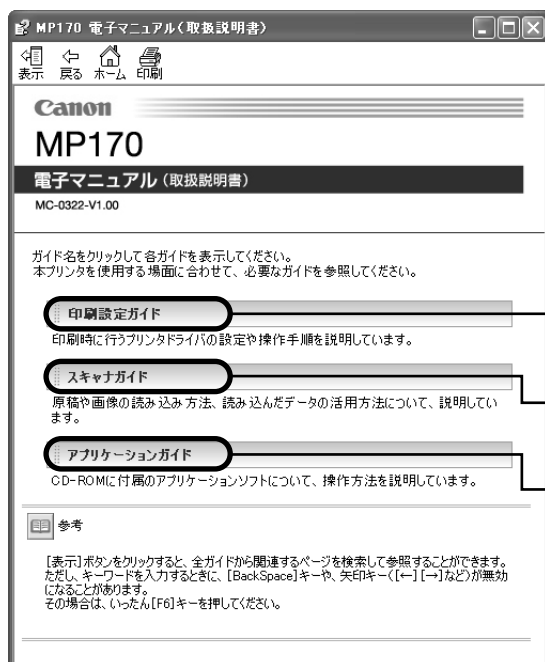 MP170 電子マニュアル(取扱説明書)
表示 戻る ホーム 印刷
Canon
MP170
電子マニュアル(取扱説明書)
MC-0322-V1.00
ガイド名をクリックして各ガイドを表示してください。
本プリンタを使用する場面に合わせて、必要なガイドを参照してください。
印刷設定ガイド
印刷時に行うプリンタドライバの設定や操作手順を説明しています。
スキャナガイド
原稿や画像の読み込み方法、読み込んだデータの活用方法について、説明してい
ます。
アプリケーションガイド
CD-ROMに付属のアプリケーションソフトについて、操作方法を説明しています。
参考
[表示]ボタンをクリックすると、全ガイドから関連するページを検索して参照することができます。
ただし、キーワードを入力するときに、[BackSpace]キーや、矢印キー([←][→]など)が無効
になることがあります。
その場合は、いったん[F6]キーを押してください。